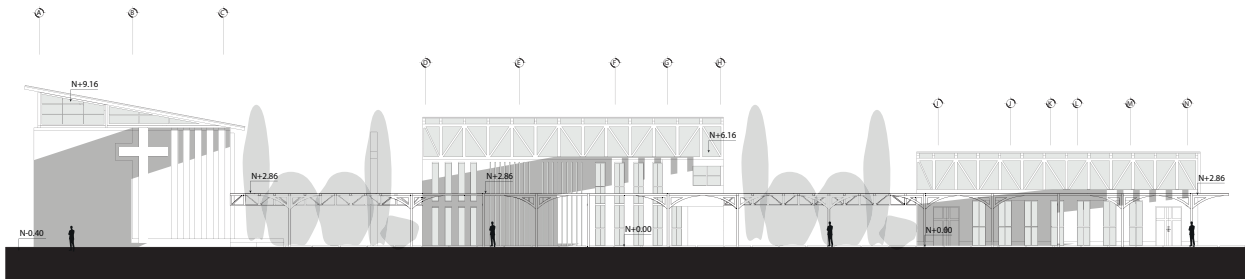 A
B
C
D
E
F
G
H
I
J
K
L
M
N
N+9.16
N+6.16
N+2.86
N+2.86
N+2.86
N-0.40
N+0.00
N+0.00